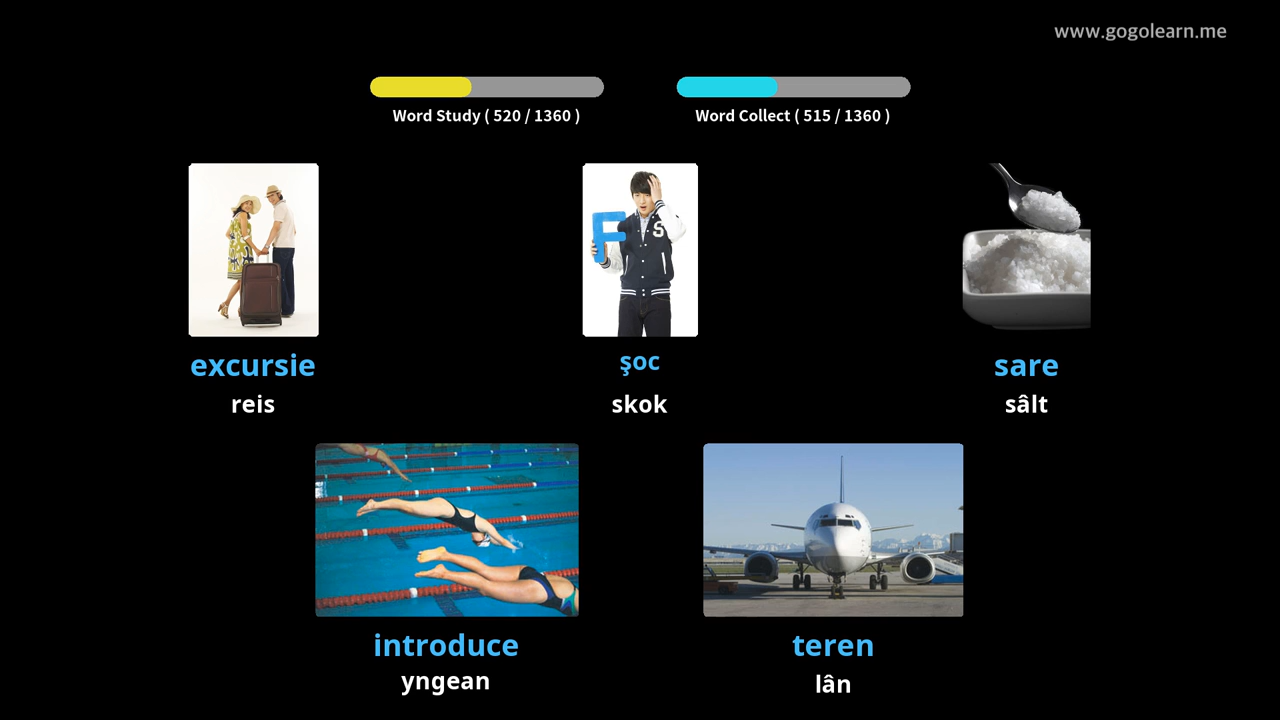 www.gogolearn.me
Word Study ( 520 / 1360 )
Word Collect ( 515 / 1360 )
F
S
excursie
şoc
sare
reis
skok
sâlt
introduce
teren
yngean
lân